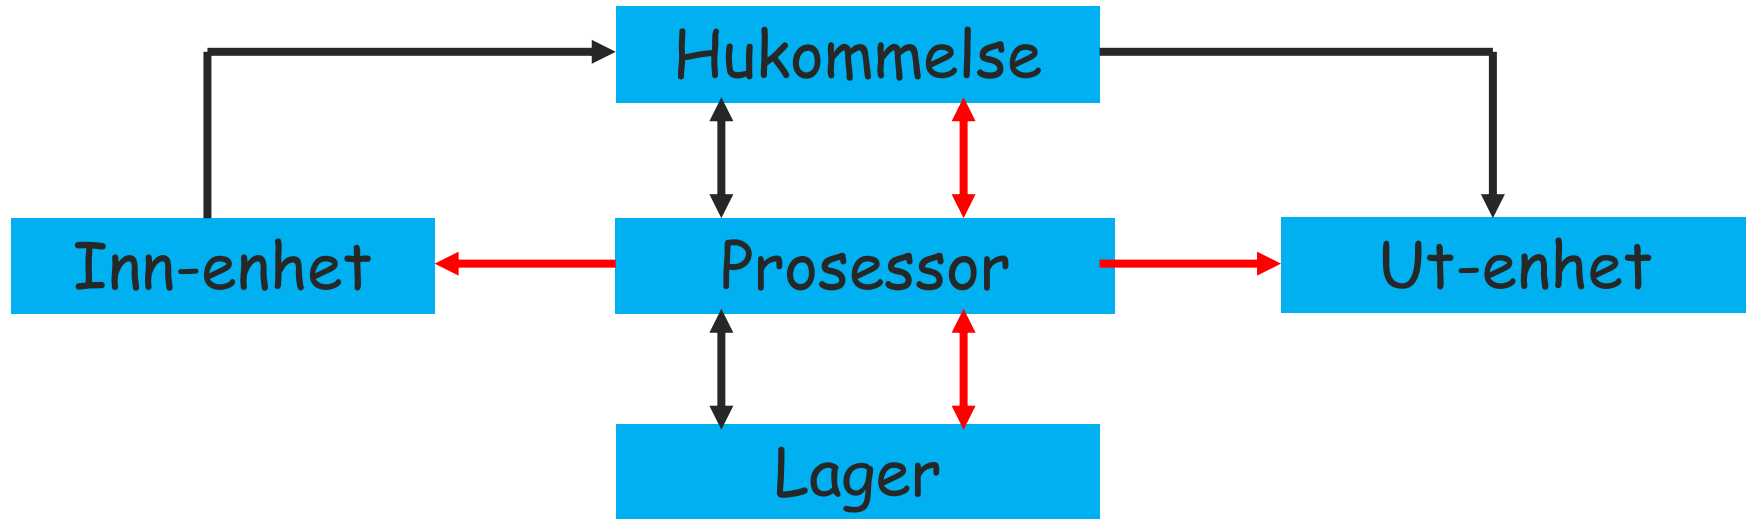 Hukommelse
Inn-enhet
Prosessor
Ut-enhet
Lager